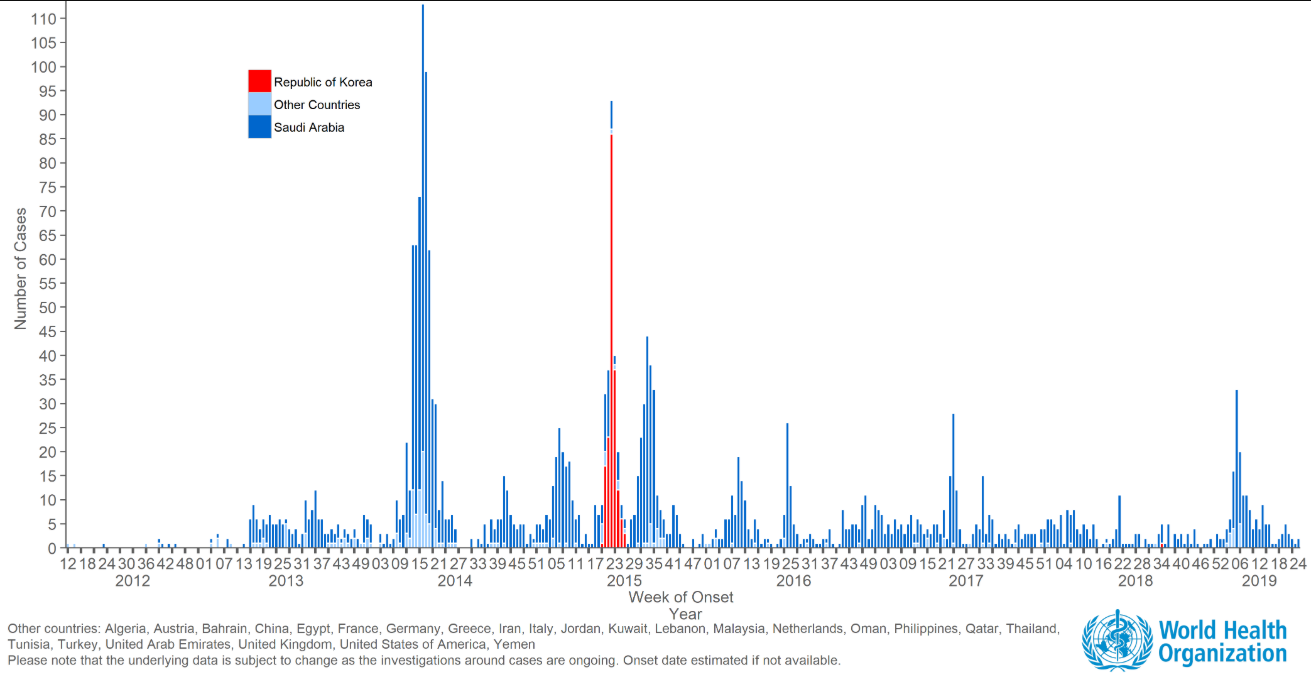 110
105
100
95
90
85
80
75
70
65
60
55
50
45
40
35
30
25
20
15
10
5
0
Number of Cases
Republic of Korea
Other Countries
Saudi Arabia
12 18 24 30 36 42 48 01 07 13 19 25 31 37 43 49 03 09 15 21 27 33 39 45 51 05 11 17 23 29 35 41 47 01 07 13 19 25 31 37 43 49 03 09 15 21 27 33 39 45 51 04 10 16 22 28 34 40 46 52 06 12 18 24
2012 2013 2014 2015 2016 2017 2018 2019
Week of Onset
Year
Other countries: Algeria, Austria, Bahrain, China, Egypt, France, Germany, Greece, Iran, Italy, Jordan, Kuwait, Lebanon, Malaysia, Netherlands, Oman, Philippines, Qatar, Thailand,
Tunisia, Turkey, United Arab Emirates, United Kingdom, United States of America, Yemen
Please note that the underlying data is subject to change as the investigations around cases are ongoing. Onset date estimated if not available.
World Health
Organization